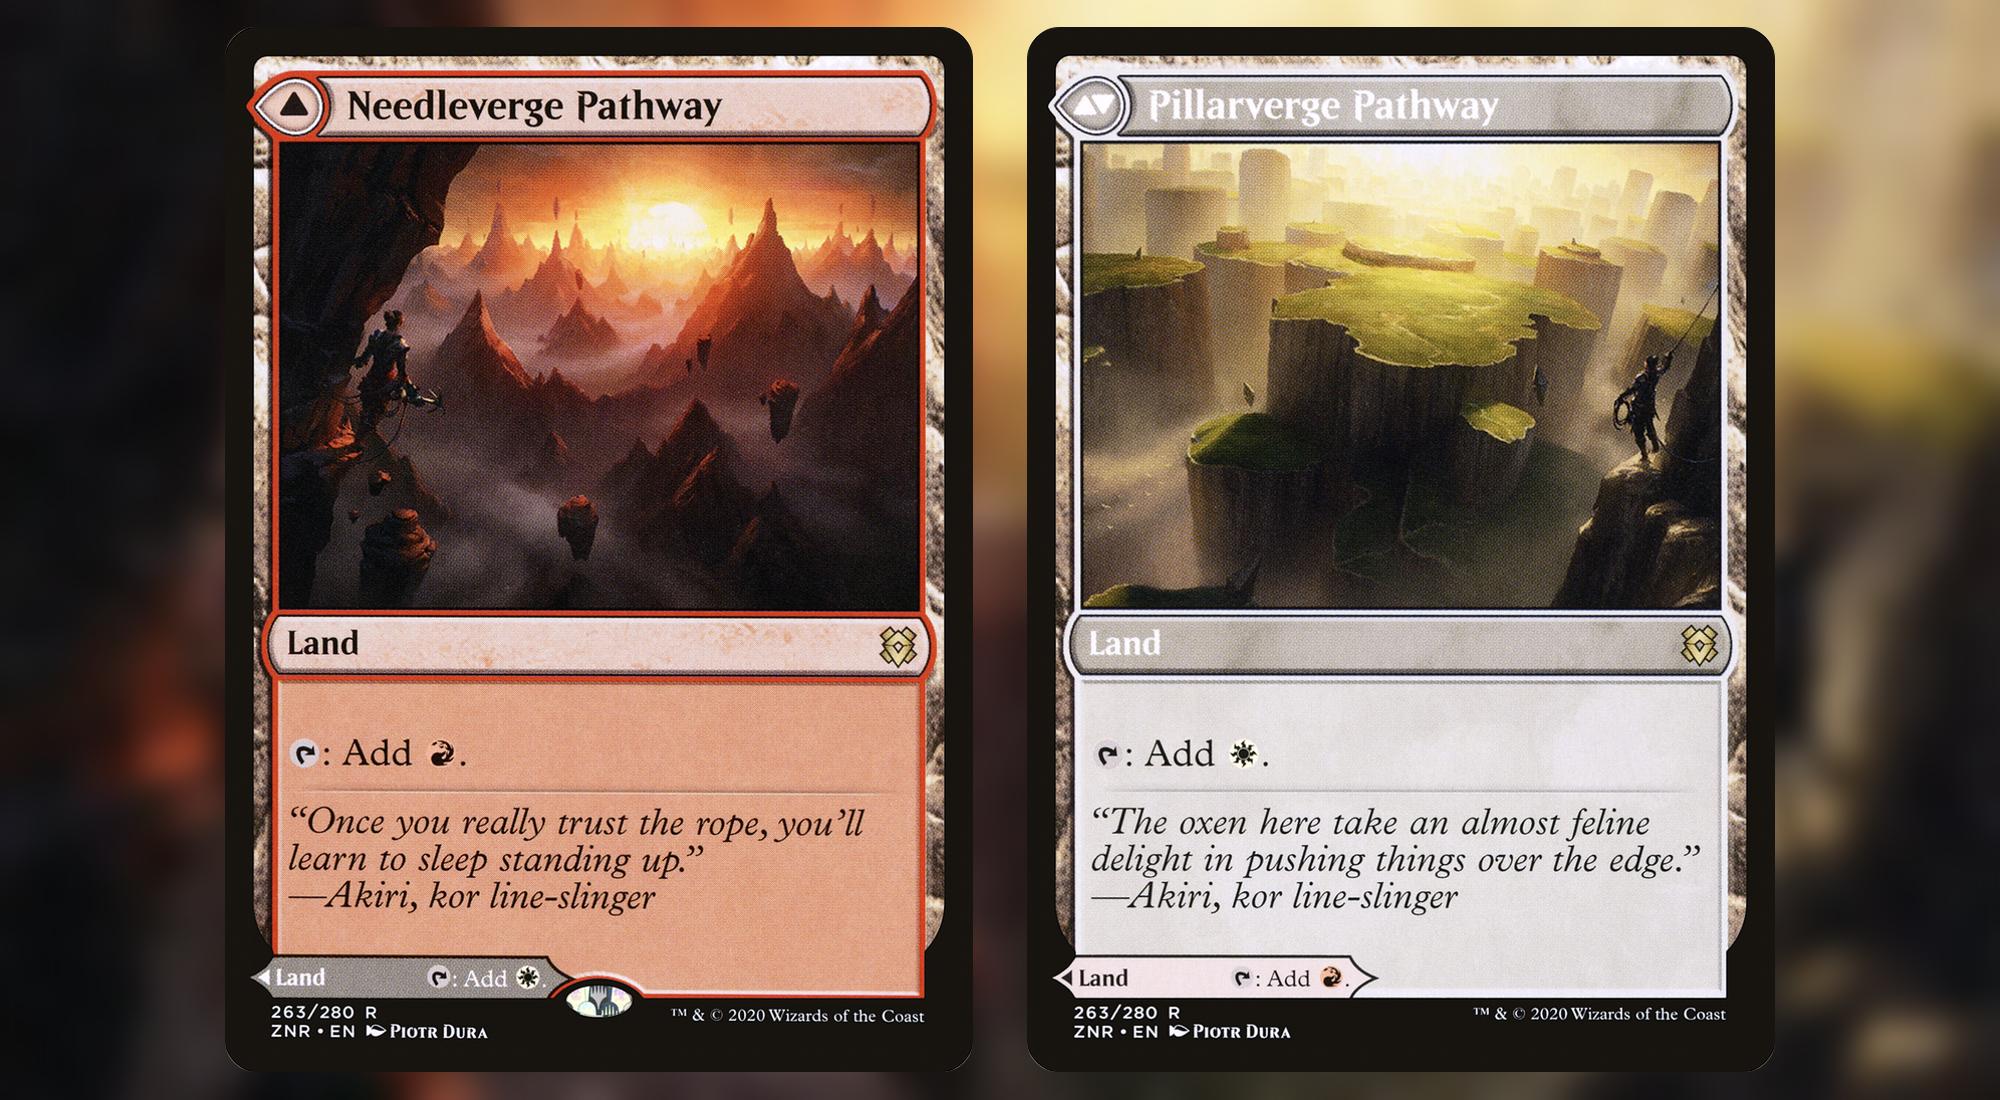 Needleverge Pathway
Land
: Add .
“Once you really trust the rope, you’ll
learn to sleep standing up.”
—Akiri, kor line-slinger
Land : Add .
263/280 R
ZNR • EN Piotr Dura
™ & © 2020 Wizards of the Coast
Pillarverge Pathway
Land
: Add .
“The oxen here take an almost feline
delight in pushing things over the edge.”
—Akiri, kor line-slinger
Land : Add .
263/280 R
ZNR • EN Piotr Dura
™ & © 2020 Wizards of the Coast